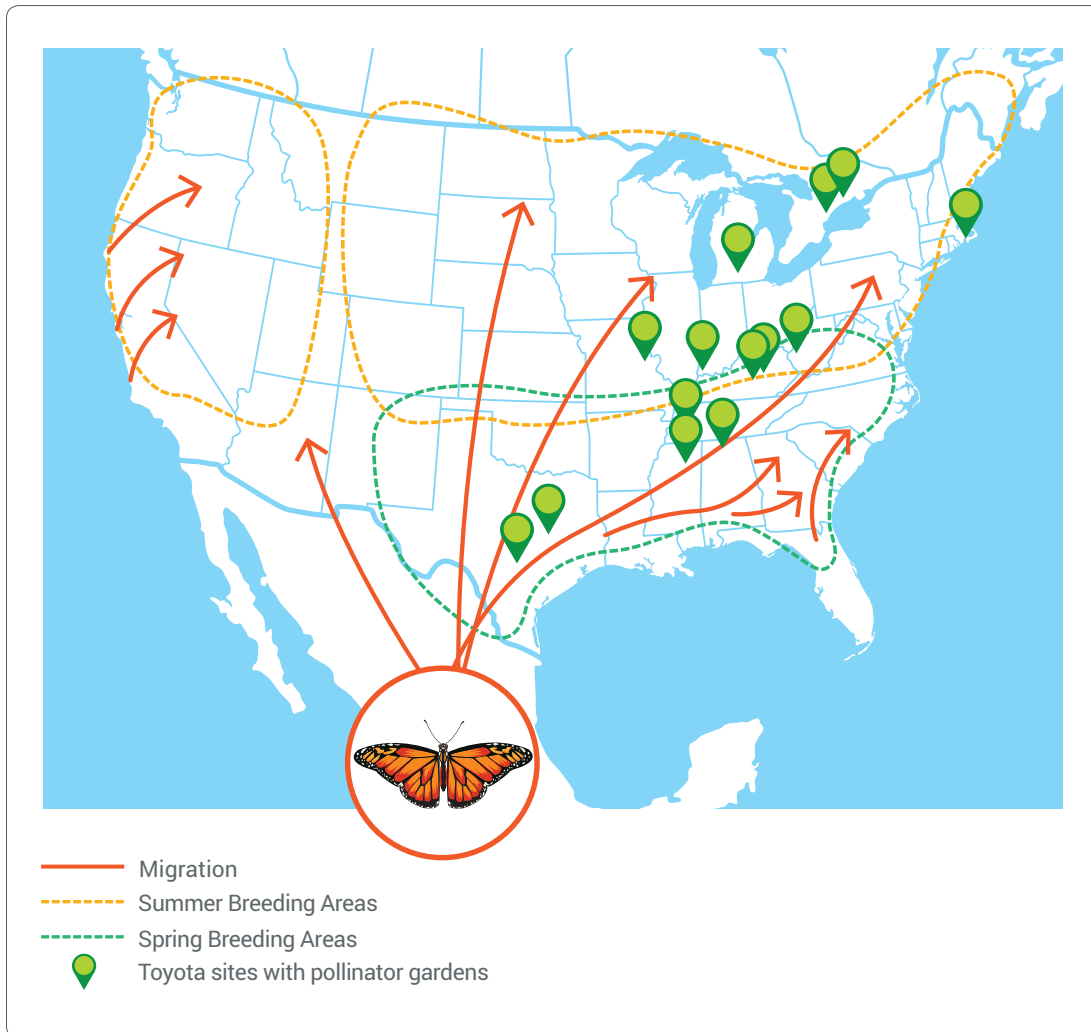 Migration
Summer Breeding Areas
Spring Breeding Areas
Toyota sites with pollinator gardens